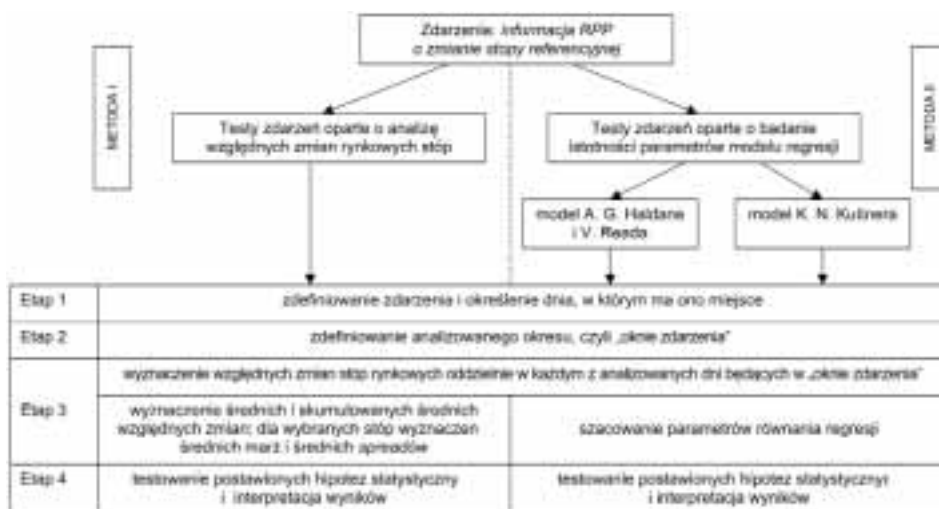 Zdarzenie: informacja RPP
o zmianie stopy referencyjnej
METODA I
METODA II
Testy zdarzeń oparte o analizę
względnych zmian rynkowych stóp
Testy zdarzeń oparte o badanie
istotności parametrów modelu regresji
model A. G. Haldane
i V. Reada
model K. N. Kuttnera
Etap 1
zdefiniowanie zdarzenia i określenie dnia, w którym ma ono miejsce
Etap 2
zdefiniowanie analizowanego okresu, czyli „oknie zdarzenia”
Etap 3
wyznaczenie względnych zmian stóp rynkowych oddzielnie w każdym z analizowanych dni będących w „oknie zdarzenia”
wyznaczenie średnich i skumulowanych średnich
względnych zmian; dla wybranych stóp wyznaczen
średnich marż i średnich spreadów
szacowanie parametrów równania regresji
Etap 4
testowanie postawionych hipotez statystyczny
i interpretacja wyników
testowanie postawionych hipotez statystycznyc
i interpretacja wyników